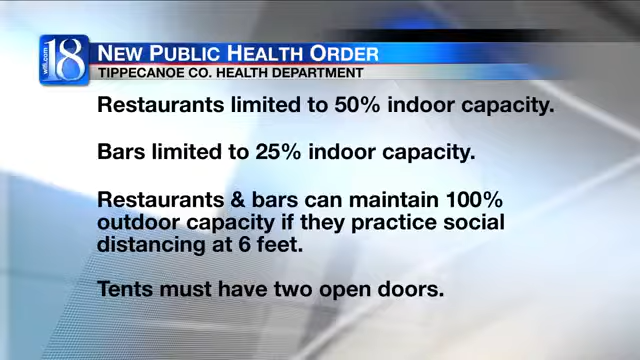 wlfi.com
18
NEW PUBLIC HEALTH ORDER
TIPPECANOE CO. HEALTH DEPARTMENT
Restaurants limited to 50% indoor capacity.
Bars limited to 25% indoor capacity.
Restaurants & bars can maintain 100%
outdoor capacity if they practice social
distancing at 6 feet.
Tents must have two open doors.